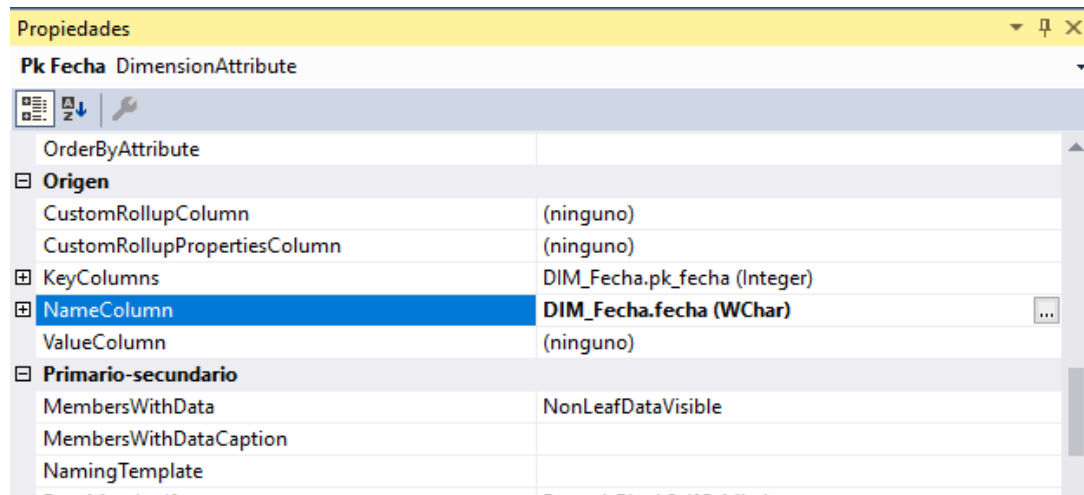 Propiedades
Pk Fecha DimensionAttribute
OrderByAttribute
Origen
CustomRollupColumn (ninguno)
CustomRollupPropertiesColumn (ninguno)
KeyColumns DIM_Fecha.pk_fecha (Integer)
NameColumn DIM_Fecha.fecha (WChar) ...
ValueColumn (ninguno)
Primario-secundario
MembersWithData NonLeafDataVisible
MembersWithDataCaption
NamingTemplate